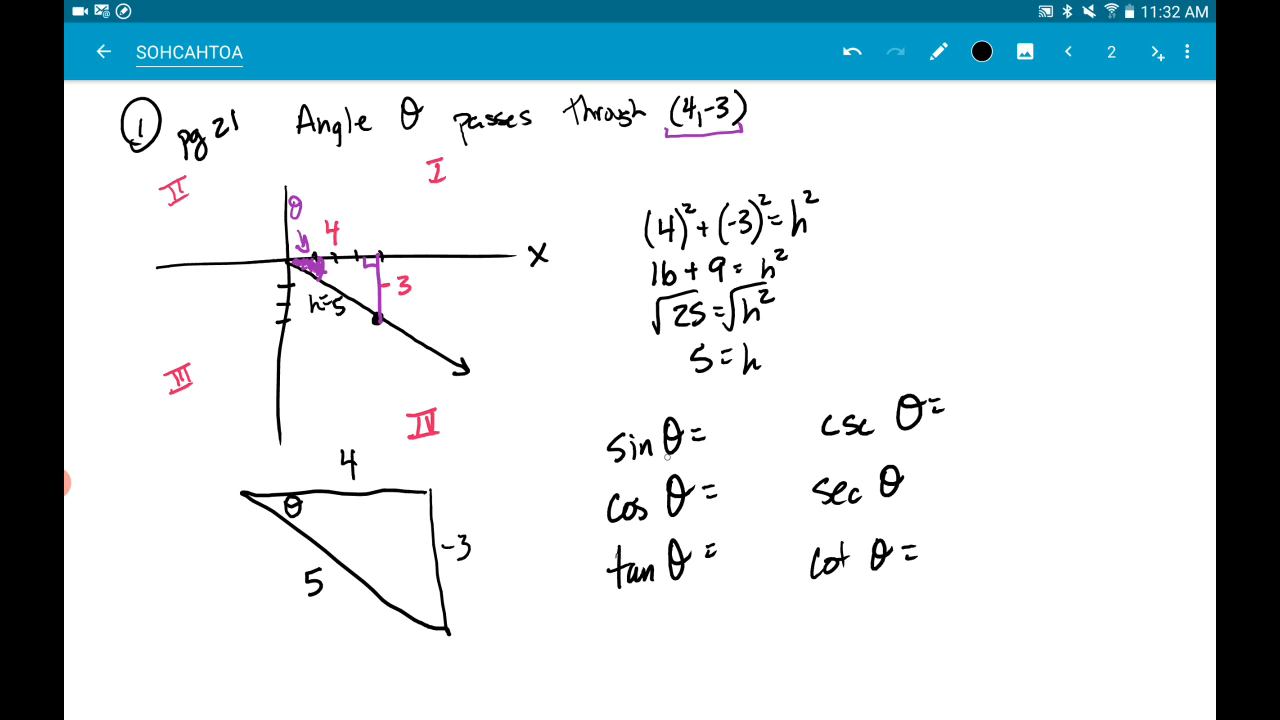 11:32 AM
SOHCAHTOA
2
① pg 21 Angle θ passes through (4,-3)
I
II
θ
4
x
-3
h=5
III
IV
(4)²+(-3)²=h²
16+9=h²
√25=√h²
5=h
4
θ
-3
5
sin θ=
csc θ=
cos θ=
sec θ
tan θ=
cot θ=